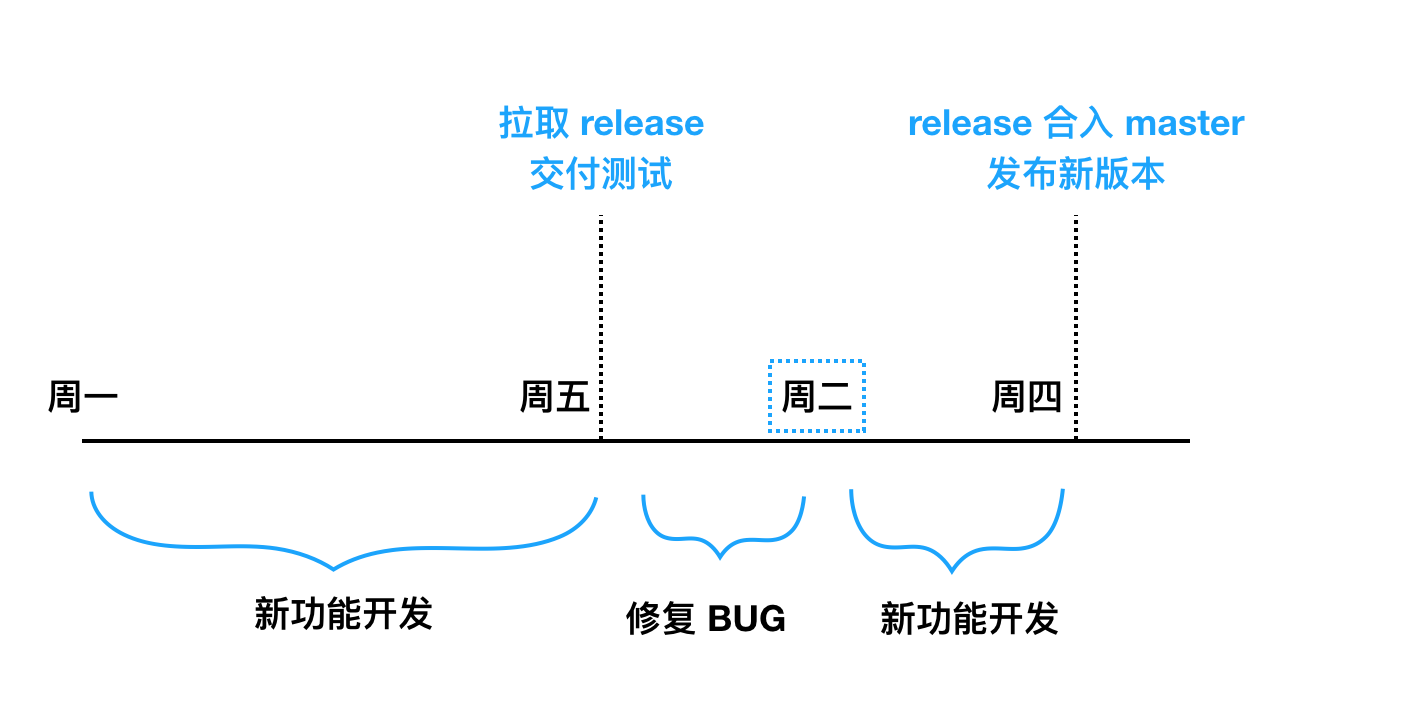 拉取 release
交付测试
release 合入 master
发布新版本
周一
周五
周二
周四
新功能开发
修复 BUG
新功能开发